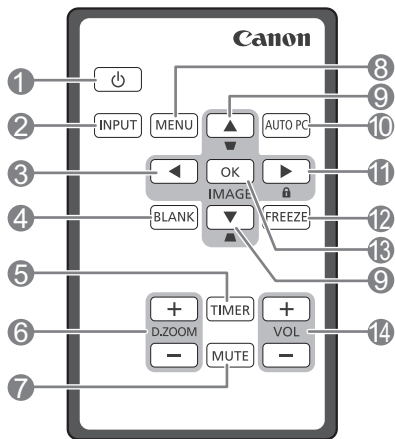 Canon
1
8
9
2
INPUT
MENU
AUTO PC
10
3
OK
11
IMAGE
4
BLANK
FREEZE
12
13
5
9
TIMER
6
+
D.ZOOM
-
+
VOL
-
14
7
MUTE